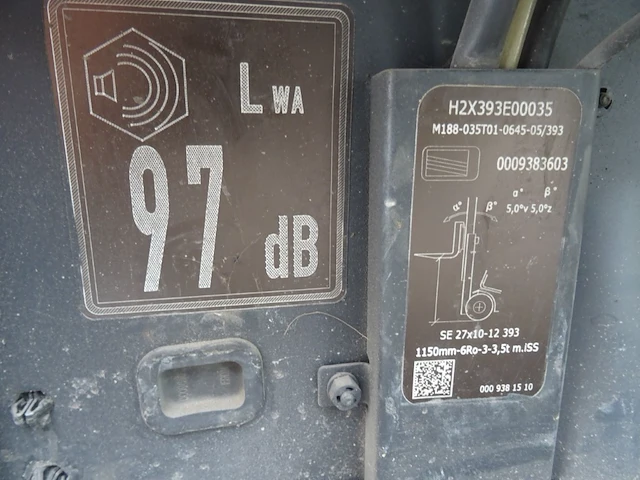 LWA
97
dB
H2X393E00035
M188-035T01-0645-05/393
0009383603
α° β°
5,0°v 5,0°z
α° β°
SE 27x10-12 393
1150mm-6Ro-3-3,5t m.iSS
000 938 15 10